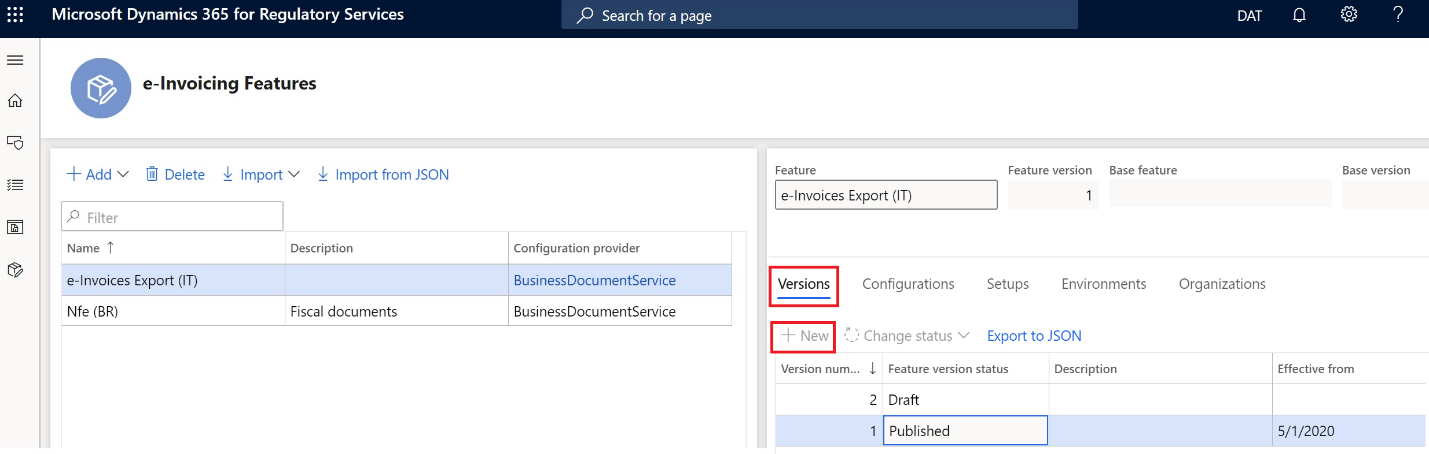 Microsoft Dynamics 365 for Regulatory Services
Search for a page
DAT
e-Invoicing Features
Add
Delete
Import
Import from JSON
Filter
Name Description Configuration provider
e-Invoices Export (IT) BusinessDocumentService
Nfe (BR) Fiscal documents BusinessDocumentService
Feature Feature version Base feature Base version
e-Invoices Export (IT) 1
Versions Configurations Setups Environments Organizations
New Change status Export to JSON
Version num... Feature version status Description Effective from
2 Draft
1 Published 5/1/2020